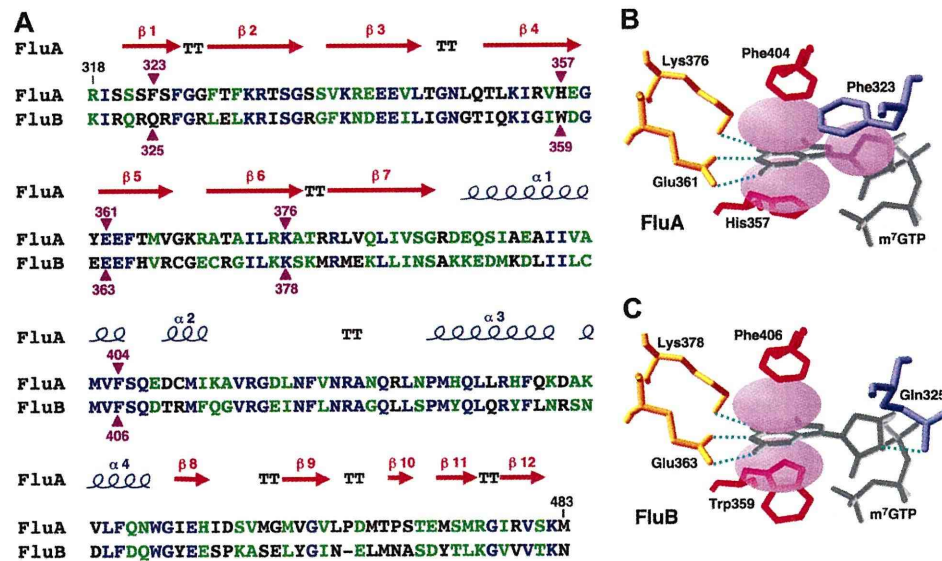 A
β1 TT β2 β3 TT β4
FluA
318 323 357
FluA RISSSFSFGGFTFKRTSGSSVKREEEVLTGNLQTLKIRVHEG
FluB KIRQRQRFGRLELKRISGRGFKNDEEILIGNGTIQKIGIWDG
325 359
β5 β6 TT β7 α1
FluA
361 376
FluA YEEFTMVGKRATAILRKATRRLVQLIVSGRDEQSIAEAIIVA
FluB EEEFHVRCGECRGILKKSKMRMEKLLINSAKKEDMKDLIILC
363 378
α2 TT α3
FluA
404
FluA MVFSQEDCMIKAVRGDLNFVNRANQRLNPMHQLLRHFQKDAK
FluB MVFSQDTRMFQGVRGEINFLNRAGQLLSPMYQLQRYFLNRSN
406
α4 β8 TT β9 TT β10 β11 TT β12
FluA
483
FluA VLFQNWGIEHIDSVMGMVGVLPDMTPSTEMSMRGIRVSKM
FluB DLFDQWGYEESPKASELYGIN-ELMNASDYTLKGVVVTKN
B
Phe404
Lys376
Phe323
Glu361
His357
FluA
m⁷GTP
C
Phe406
Lys378
Gln325
Glu363
Trp359
FluB
m⁷GTP